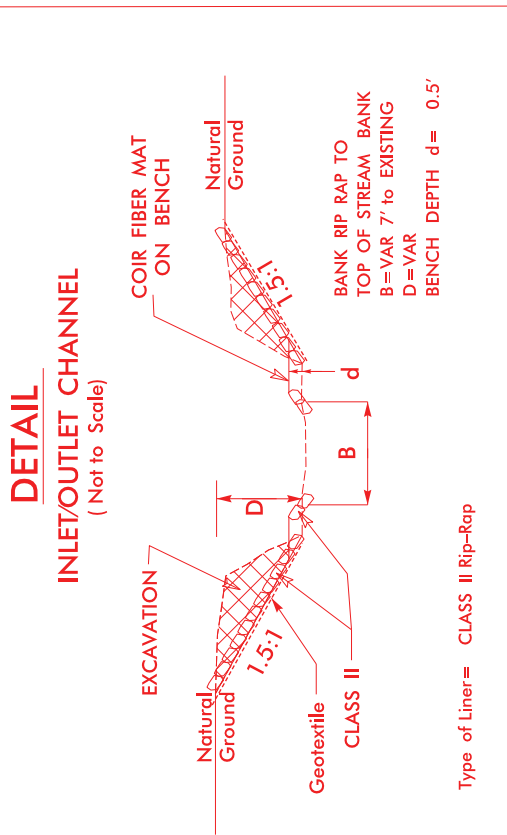 DETAIL
INLET/OUTLET CHANNEL
( Not to Scale)
COIR FIBER MAT
ON BENCH
EXCAVATION
Natural
Ground
Natural
Ground
1.5:1
1.5:1
D
d
B
Geotextile
CLASS II
BANK RIP RAP TO
TOP OF STREAM BANK
B=VAR 7' to EXISTING
D=VAR
BENCH DEPTH d= 0.5'
Type of Liner= CLASS II Rip-Rap